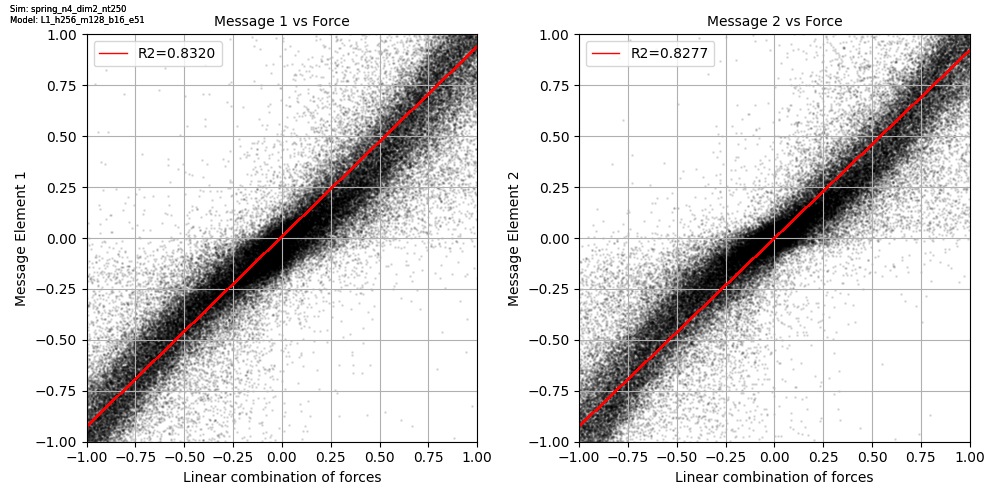 Sim: spring_n4_dim2_nt250
Model: L1_h256_m128_b16_e51
Message 1 vs Force
R2=0.8320
Message Element 1
1.00
0.75
0.50
0.25
0.00
−0.25
−0.50
−0.75
−1.00
−1.00 −0.75 −0.50 −0.25 0.00 0.25 0.50 0.75 1.00
Linear combination of forces
Message 2 vs Force
R2=0.8277
Message Element 2
1.00
0.75
0.50
0.25
0.00
−0.25
−0.50
−0.75
−1.00
−1.00 −0.75 −0.50 −0.25 0.00 0.25 0.50 0.75 1.00
Linear combination of forces